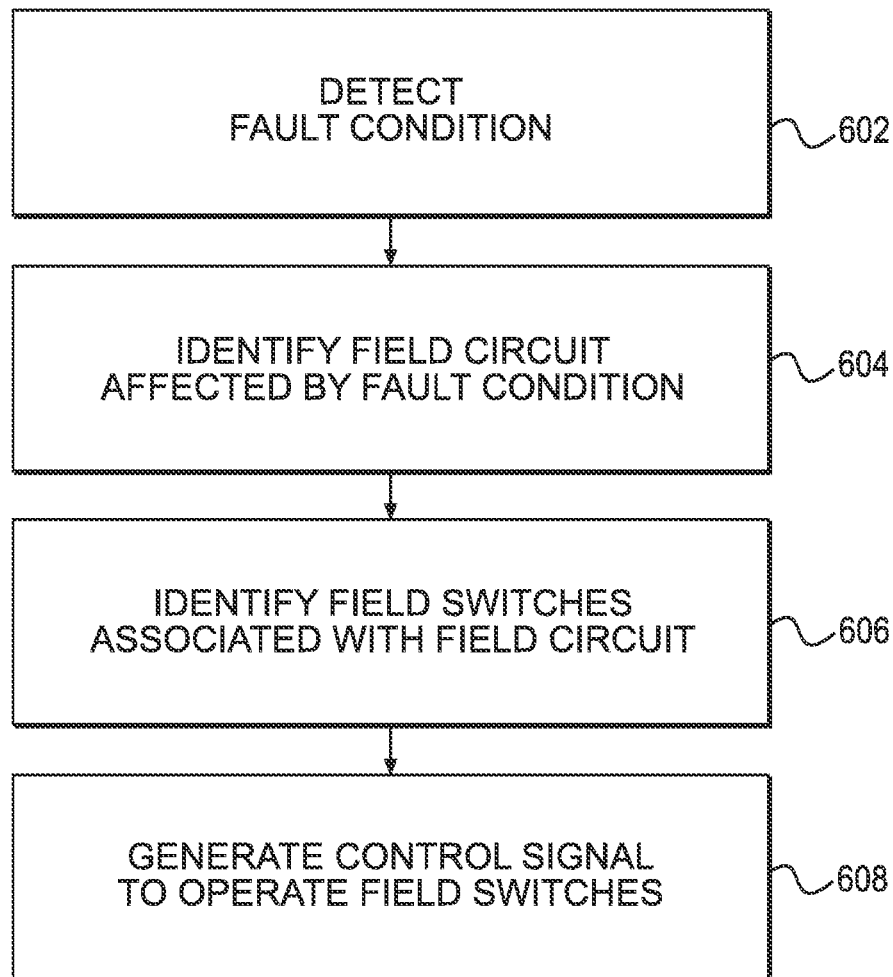 DETECT
FAULT CONDITION
602
IDENTIFY FIELD CIRCUIT
AFFECTED BY FAULT CONDITION
604
IDENTIFY FIELD SWITCHES
ASSOCIATED WITH FIELD CIRCUIT
606
GENERATE CONTROL SIGNAL
TO OPERATE FIELD SWITCHES
608